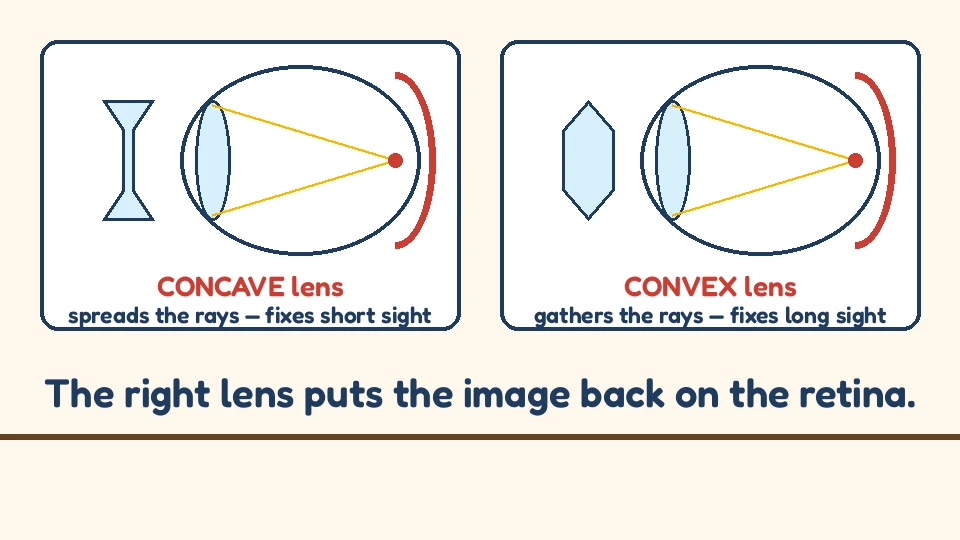 CONCAVE lens
spreads the rays – fixes short sight
CONVEX lens
gathers the rays – fixes long sight
The right lens puts the image back on the retina.